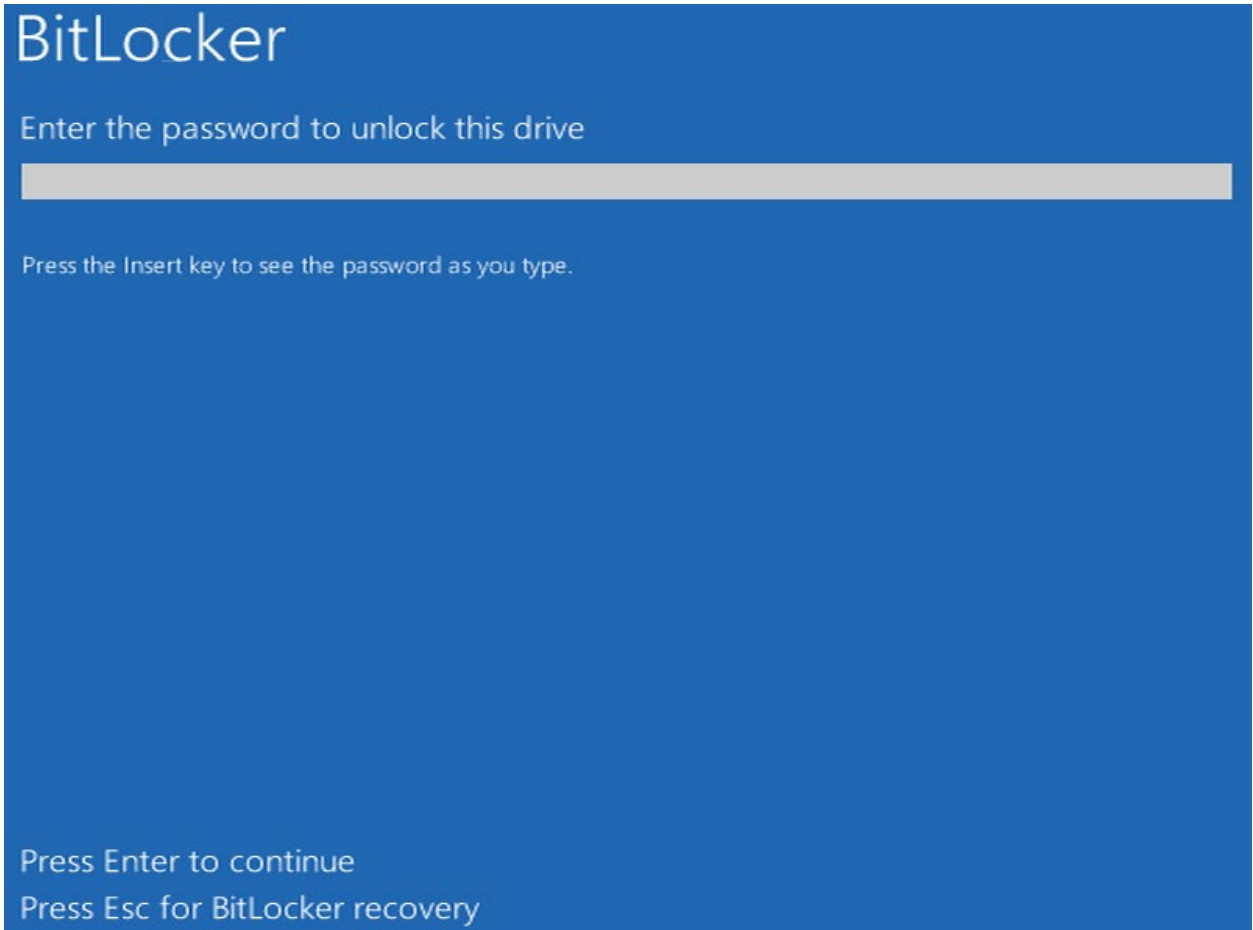 BitLocker
Enter the password to unlock this drive
Press the Insert key to see the password as you type.
Press Enter to continue
Press Esc for BitLocker recovery